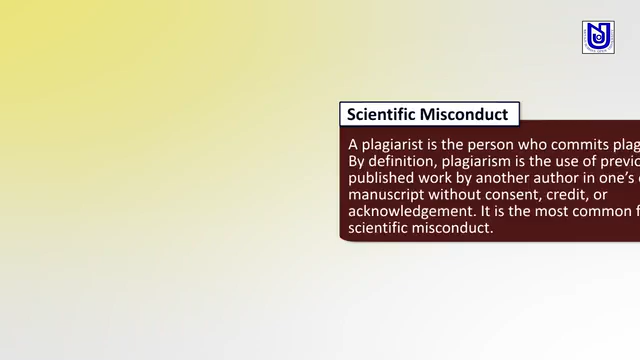 Scientific Misconduct
A plagiarist is the person who commits
By definition, plagiarism is the use of
published work by another author in one's
manuscript without consent, credit, or
acknowledgement. It is the most common
scientific misconduct.